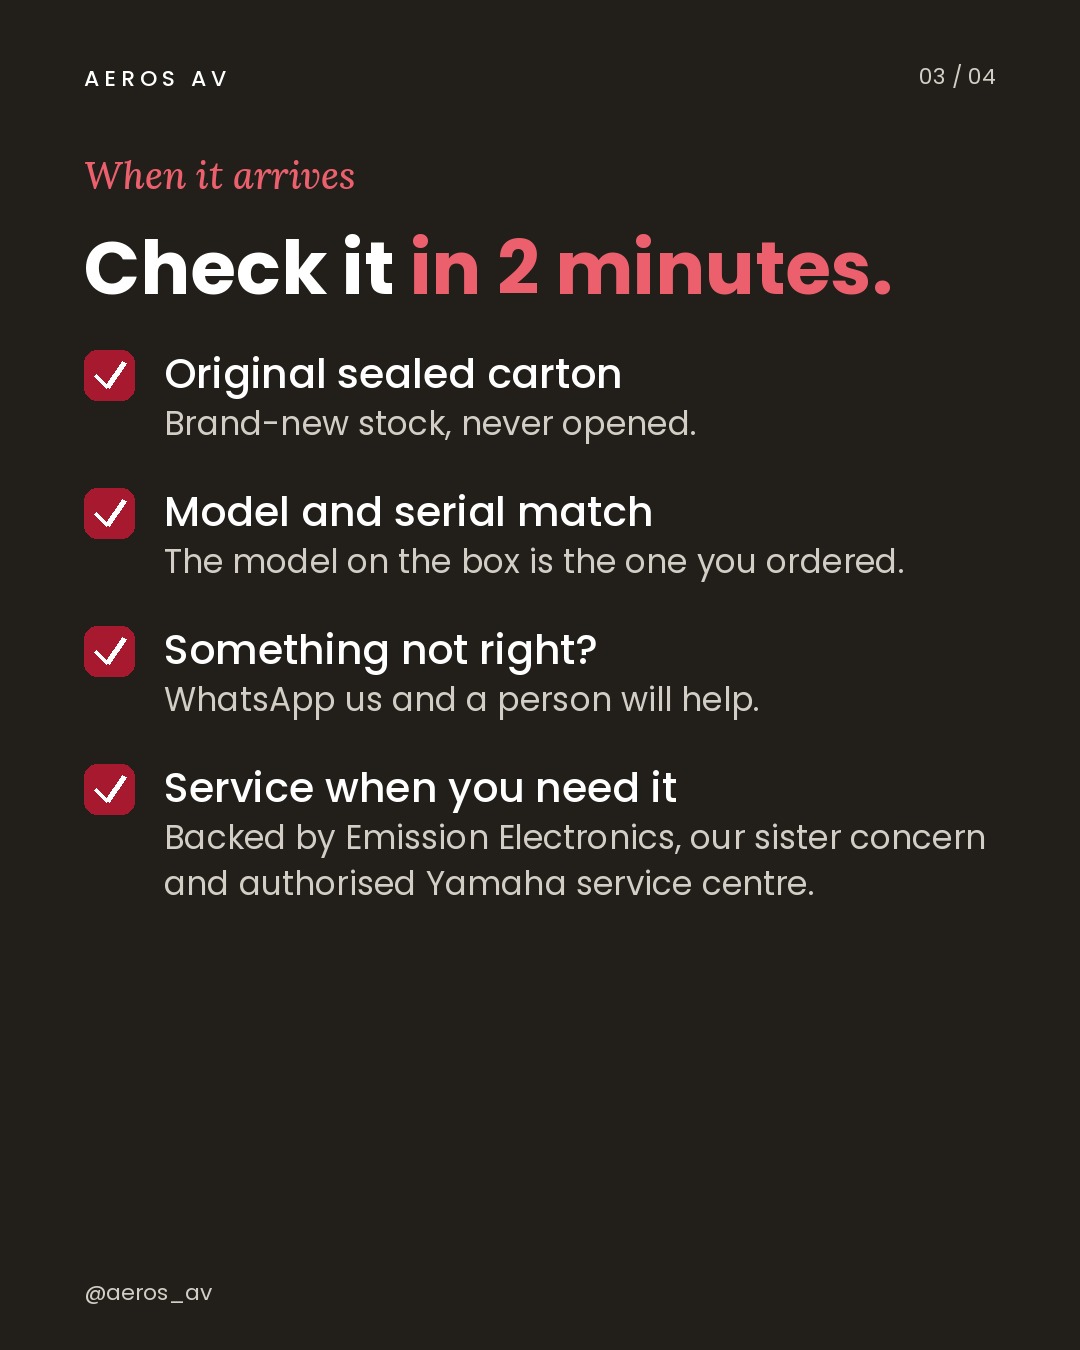 AEROS AV
03 / 04
When it arrives
Check it in 2 minutes.
Original sealed carton
Brand-new stock, never opened.
Model and serial match
The model on the box is the one you ordered.
Something not right?
WhatsApp us and a person will help.
Service when you need it
Backed by Emission Electronics, our sister concern
and authorised Yamaha service centre.
@aeros_av